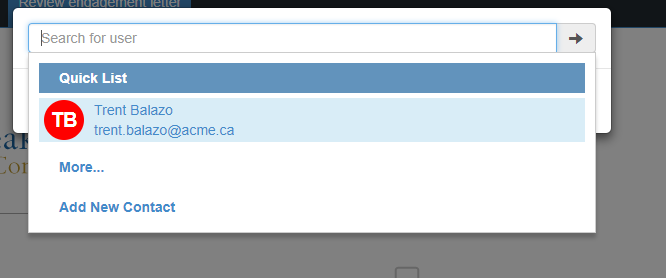 Review engagement letter
Search for user
Quick List
TB
Trent Balazo
trent.balazo@acme.ca
More...
Add New Contact